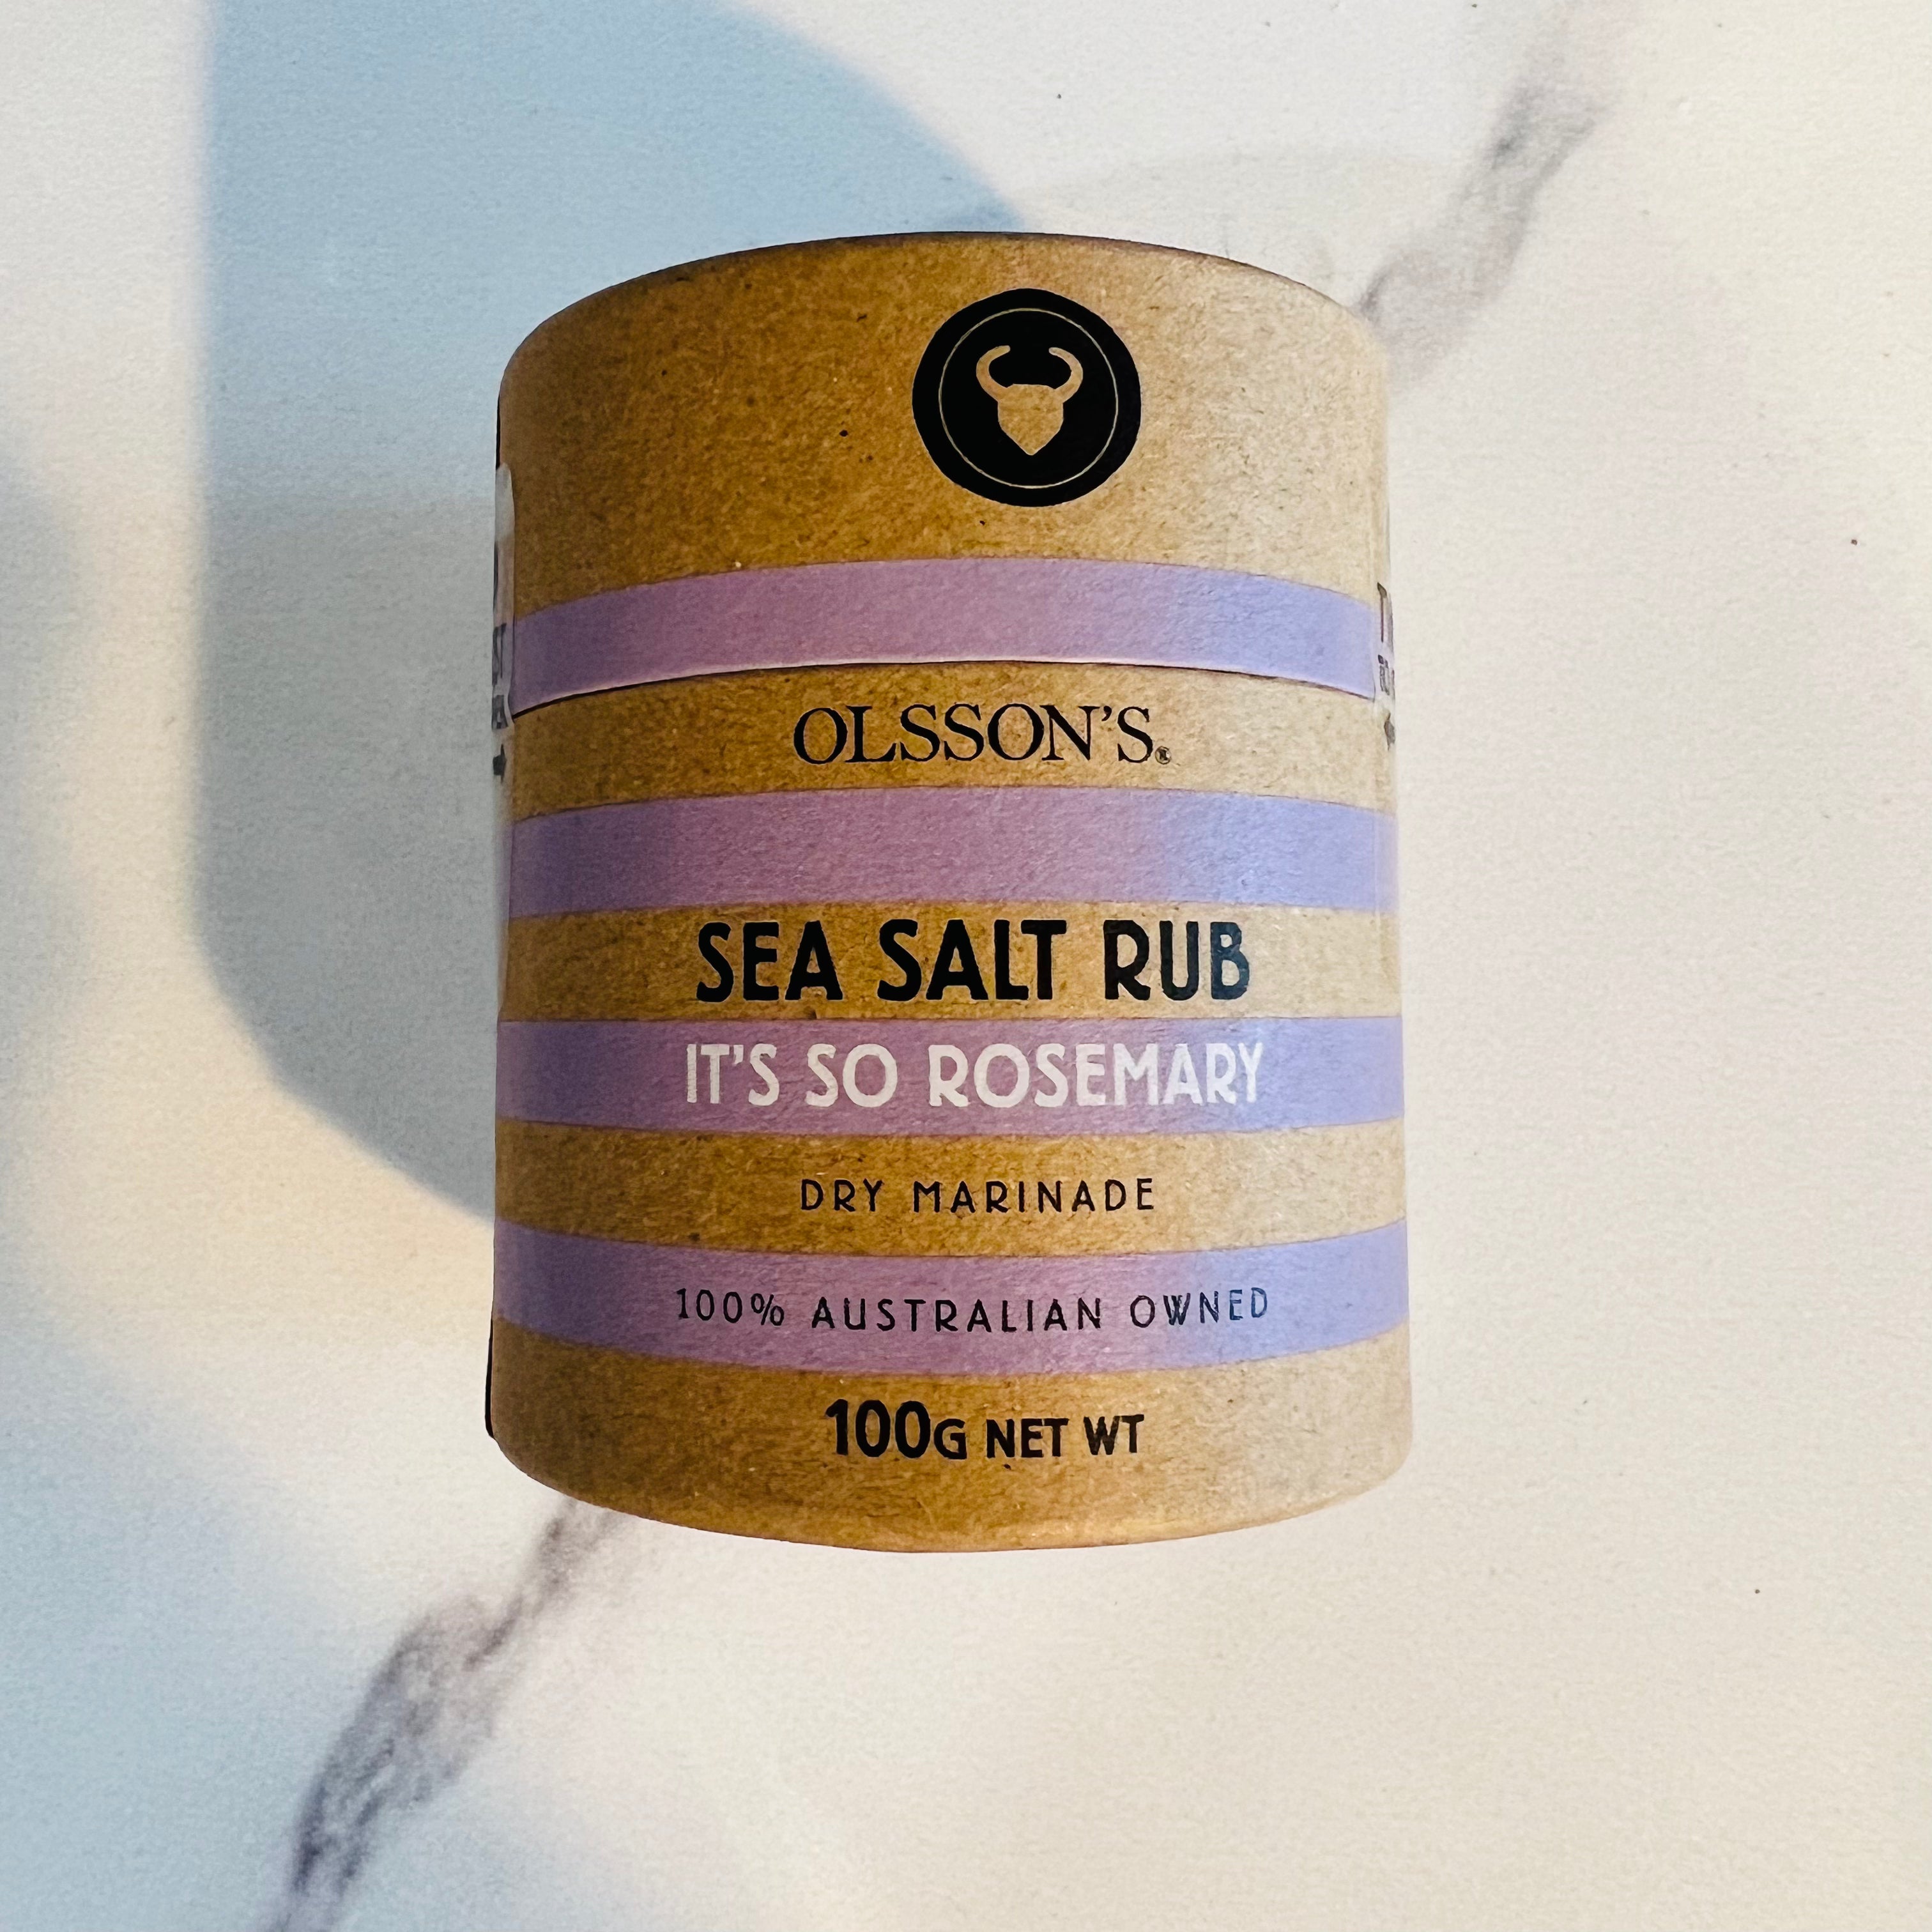 OLSSON'S®
SEA SALT RUB
IT'S SO ROSEMARY
DRY MARINADE
100% AUSTRALIAN OWNED
100G NET WT